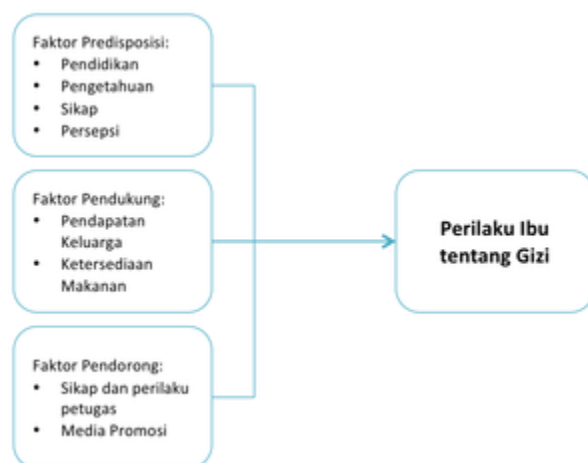 Faktor Predisposisi:
• Pendidikan
• Pengetahuan
• Sikap
• Persepsi
Faktor Pendukung:
• Pendapatan
Keluarga
• Ketersediaan
Makanan
Faktor Pendorong:
• Sikap dan perilaku
petugas
• Media Promosi
Perilaku Ibu
tentang Gizi